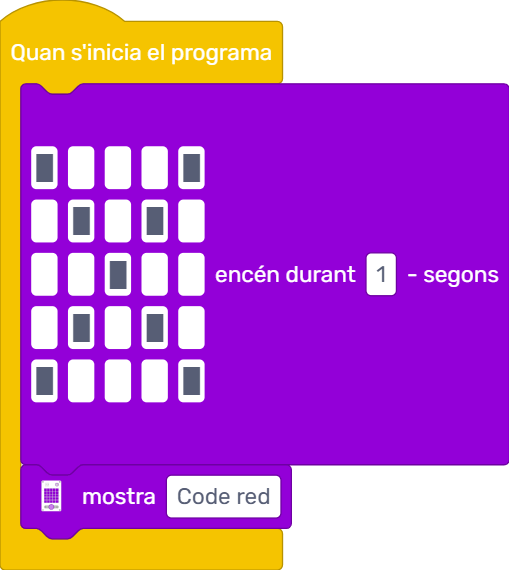 Quan s'inicia el programa
encén durant 1 - segons
mostra Code red